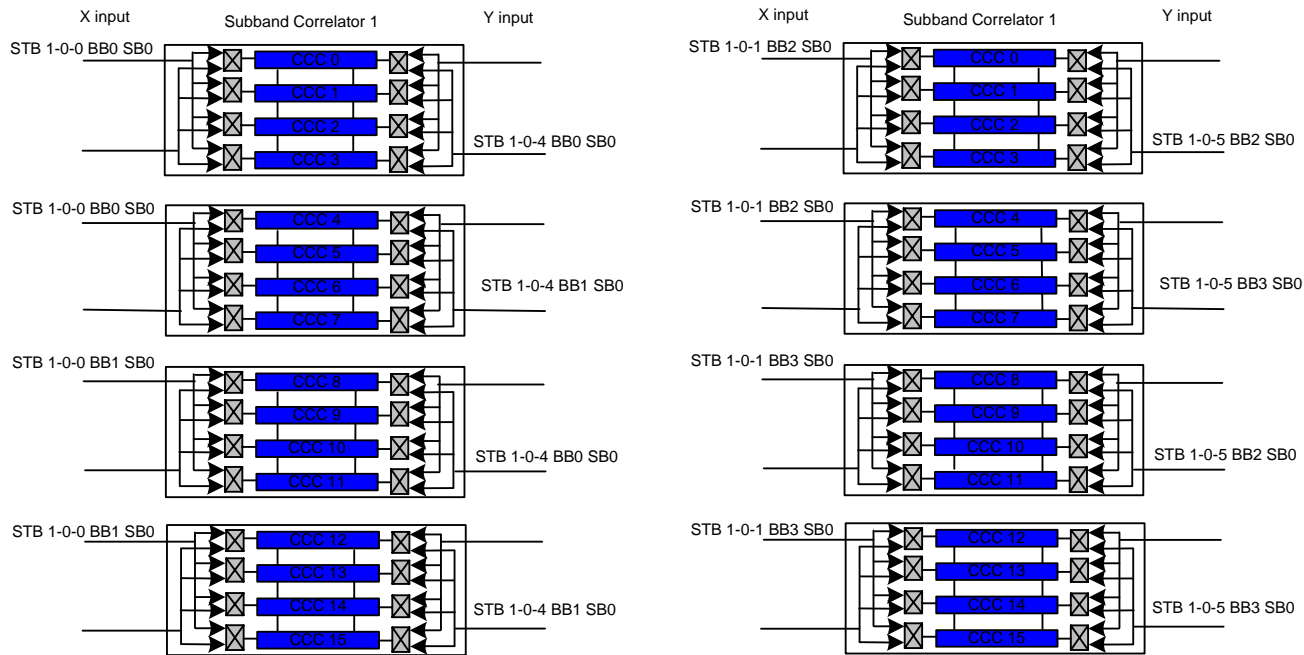 X input
Subband Correlator 1
Y input
STB 1-0-0 BB0 SB0
CCC 0
CCC 1
CCC 2
CCC 3
STB 1-0-4 BB0 SB0
STB 1-0-0 BB0 SB0
CCC 4
CCC 5
CCC 6
CCC 7
STB 1-0-4 BB1 SB0
STB 1-0-0 BB1 SB0
CCC 8
CCC 9
CCC 10
CCC 11
STB 1-0-4 BB0 SB0
STB 1-0-0 BB1 SB0
CCC 12
CCC 13
CCC 14
CCC 15
STB 1-0-4 BB1 SB0
X input
Subband Correlator 1
Y input
STB 1-0-1 BB2 SB0
CCC 0
CCC 1
CCC 2
CCC 3
STB 1-0-5 BB2 SB0
STB 1-0-1 BB2 SB0
CCC 4
CCC 5
CCC 6
CCC 7
STB 1-0-5 BB3 SB0
STB 1-0-1 BB3 SB0
CCC 8
CCC 9
CCC 10
CCC 11
STB 1-0-5 BB2 SB0
STB 1-0-1 BB3 SB0
CCC 12
CCC 13
CCC 14
CCC 15
STB 1-0-5 BB3 SB0